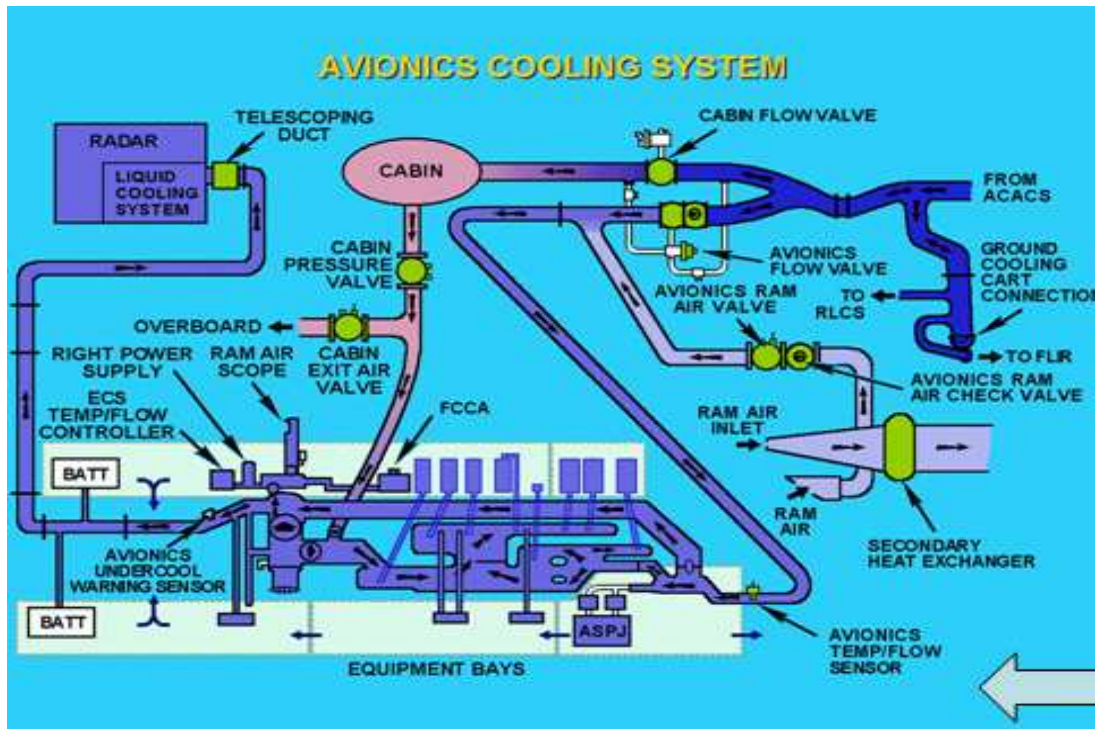 AVIONICS COOLING SYSTEM
TELESCOPING
DUCT
RADAR
LIQUID
COOLING
SYSTEM
CABIN
CABIN FLOW VALVE
FROM
ACACS
CABIN
PRESSURE
VALVE
AVIONICS
FLOW VALVE
GROUND
COOLING
CART
CONNECTION
AVIONICS RAM
AIR VALVE
TO
RLCS
TO FLIR
OVERBOARD
CABIN
EXIT AIR
VALVE
RIGHT POWER
SUPPLY
RAM AIR
SCOPE
ECS
TEMP/FLOW
CONTROLLER
FCCA
AVIONICS RAM
AIR CHECK VALVE
RAM AIR
INLET
BATT
RAM
AIR
SECONDARY
HEAT EXCHANGER
AVIONICS
UNDERCOOL
WARNING SENSOR
BATT
ASPJ
AVIONICS
TEMP/FLOW
SENSOR
EQUIPMENT BAYS